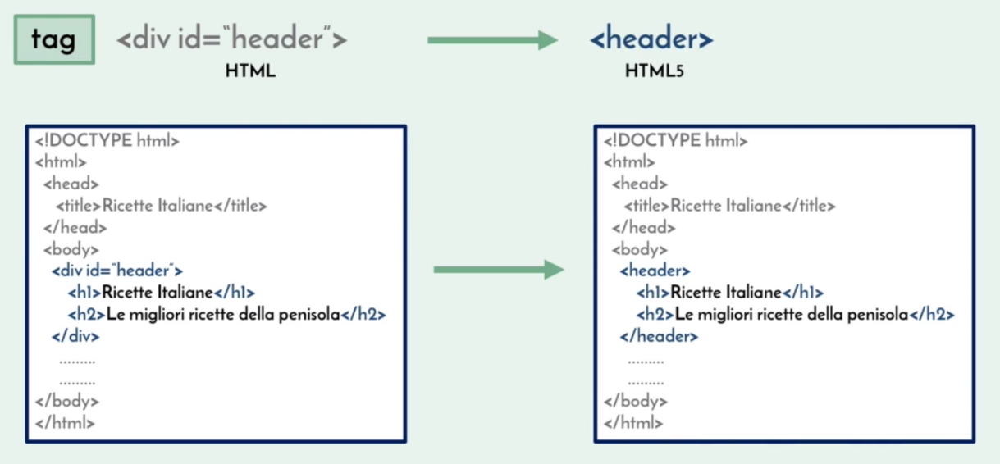 tag <div id="header"> <header>
HTML HTML5
<!DOCTYPE html>
<html>
<head>
<title>Ricette Italiane</title>
</head>
<body>
<div id="header">
<h1>Ricette Italiane</h1>
<h2>Le migliori ricette della penisola</h2>
</div>
.........
.........
</body>
</html>
<!DOCTYPE html>
<html>
<head>
<title>Ricette Italiane</title>
</head>
<body>
<header>
<h1>Ricette Italiane</h1>
<h2>Le migliori ricette della penisola</h2>
</header>
.........
.........
</body>
</html>